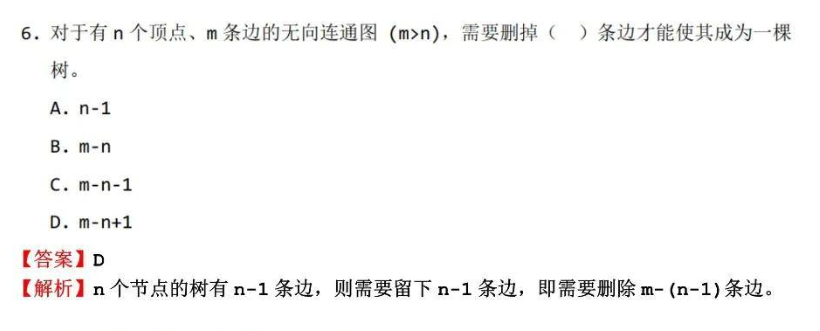 6. 对于有 n 个顶点、m 条边的无向连通图 (m>n)，需要删掉（ ）条边才能使其成为一棵
树。
A. n-1
B. m-n
C. m-n-1
D. m-n+1
【答案】D
【解析】n 个节点的树有 n-1 条边，则需要留下 n-1 条边，即需要删除 m-(n-1)条边。